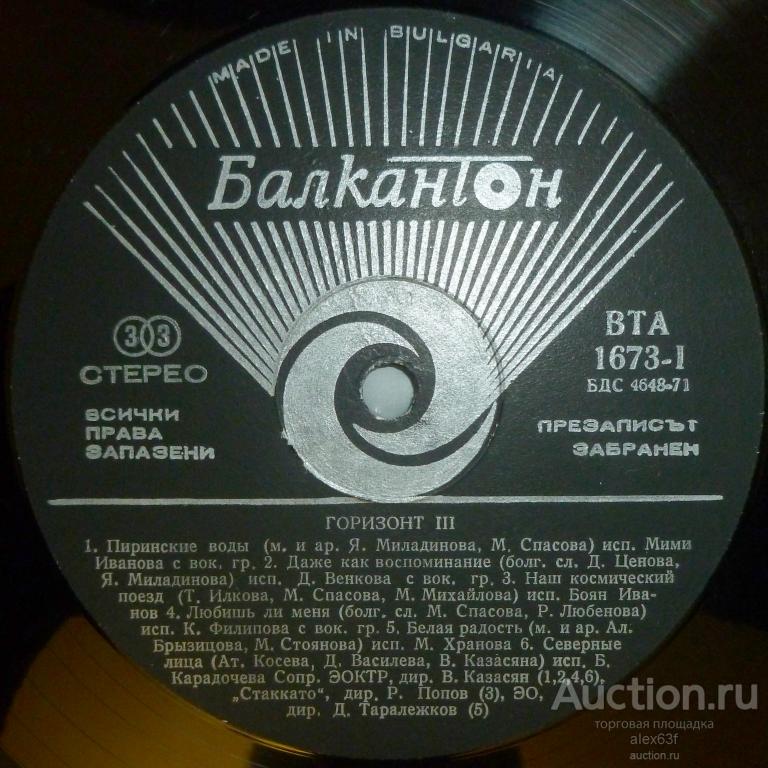 MADE IN BULGARIA
Балкантон
33
СТЕРЕО
ВСИЧКИ
ПРАВА
ЗАПАЗЕНИ
ВТА
1673-I
БДС 4648-71
ПРЕЗАПИСЪТ
ЗАБРАНЕН
ГОРИЗОНТ III
1. Пиринские воды (м. и ар. Я. Миладинова, М. Спасова) исп. Мими
Иванова с вок. гр. 2. Даже как воспоминание (болг. сл. Д. Ценова,
Я. Миладинова) исп. Д. Венкова с вок. гр. 3. Наш космический
поезд (Т. Илкова, М. Спасова, М. Михайлова) исп. Боян Ива-
нов 4. Любишь ли меня (болг. сл. М. Спасова, Р. Любенова)
исп. К. Филипова с вок. гр. 5. Белая радость (м. и ар. Ал.
Брызицова, М. Стоянова) исп. М. Хранова 6. Северные
лица (Ат. Косева, Д. Василева, В. Казасяна) исп. Б.
Карадочева Сопр. ЭОКТР, дир. В. Казасян (1,2,4,6),
„Стаккато“, дир. Р. Попов (3), ЭО,
дир. Д. Таралежков (5)
Auction.ru
торговая площадка
alex63f
auction.ru